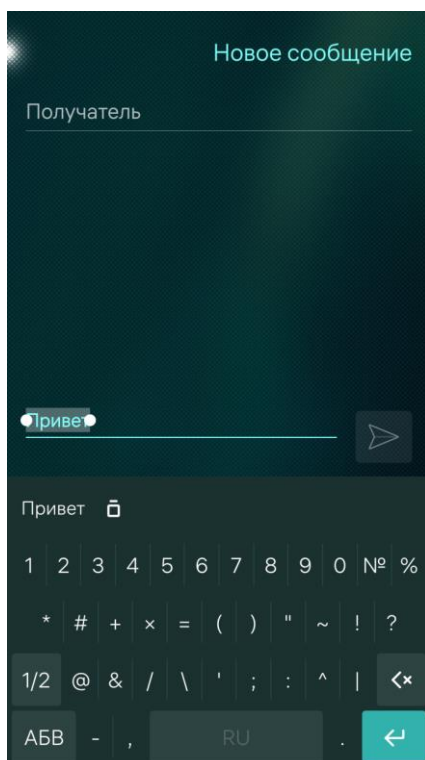 Новое сообщение
Получатель
Привет
Привет
1 2 3 4 5 6 7 8 9 0 № %
* # + × = ( ) " ~ ! ?
1/2 @ & / \ ' ; : ^ |
АБВ - , RU .